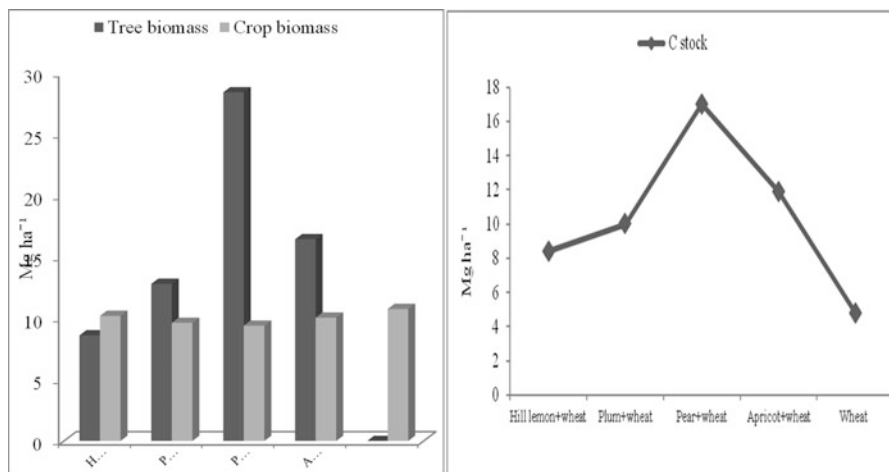 Tree biomass Crop biomass
30
25
20
15
10
5
0
Mg ha⁻¹
H...
P...
P...
A...
C stock
18
16
14
12
10
8
6
4
2
0
Mg ha⁻¹
Hill lemon+wheat Plum+wheat Pear+wheat Apricot+wheat Wheat